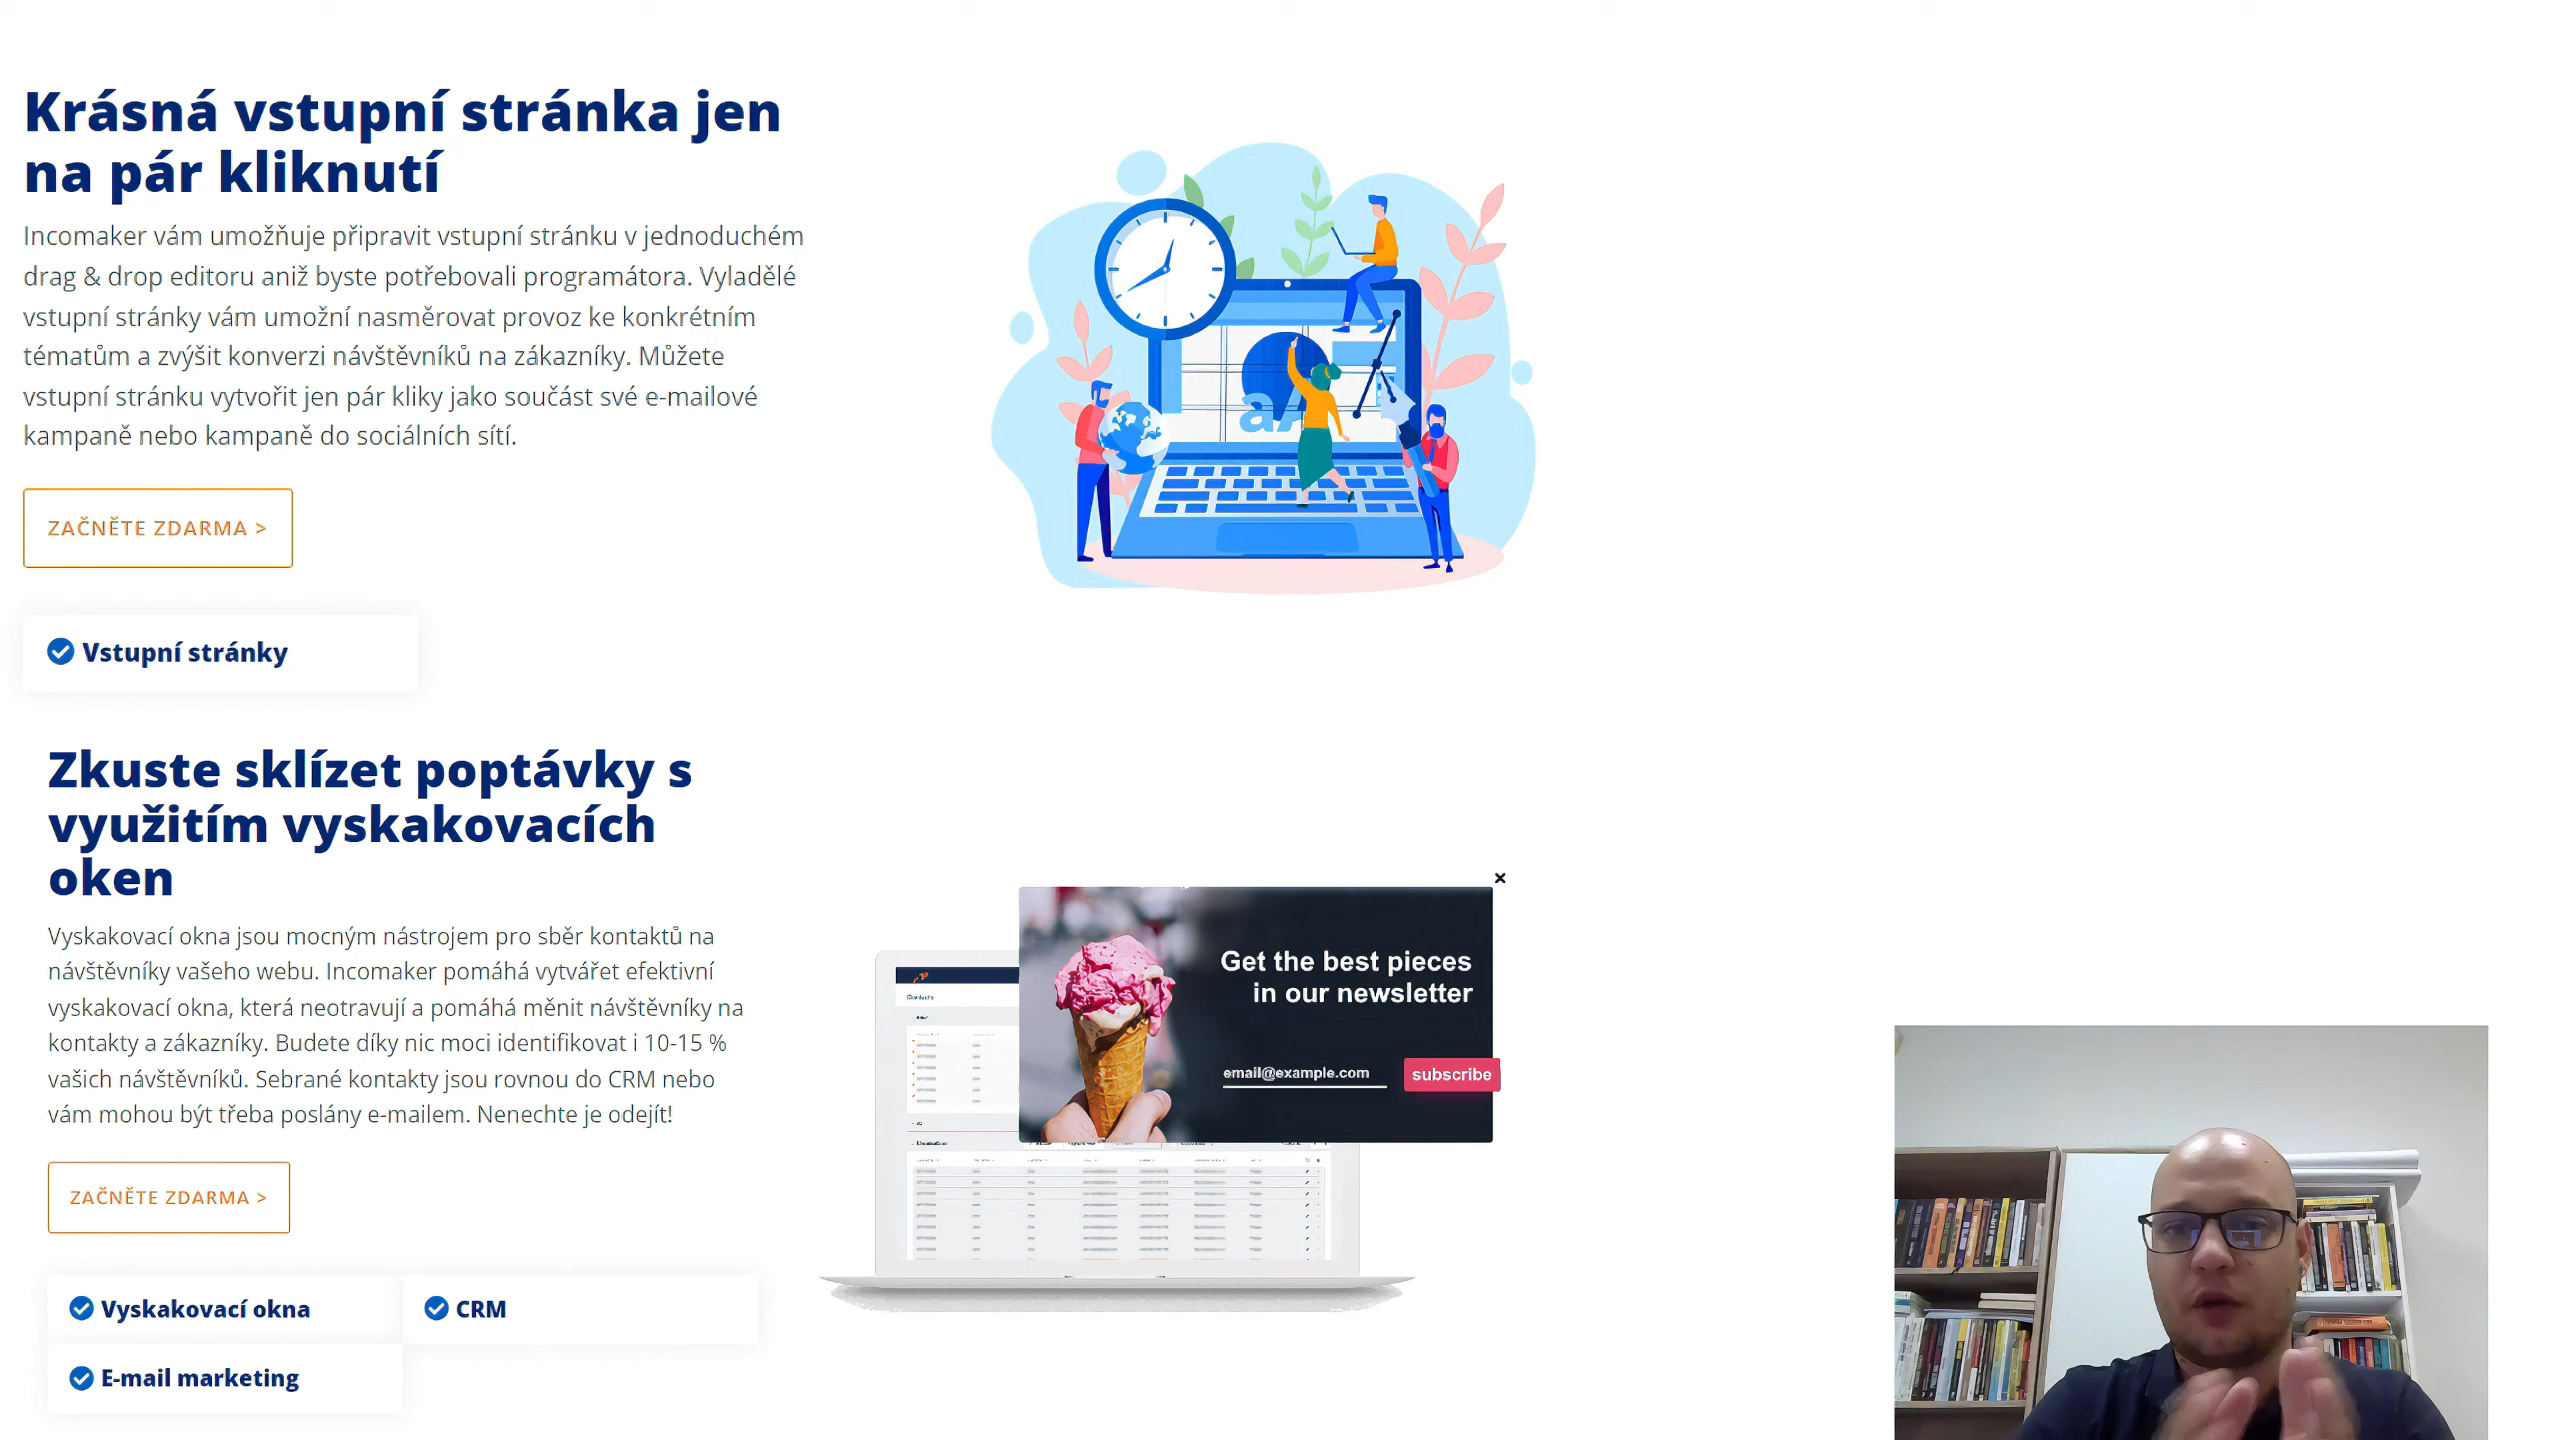 Krásná vstupní stránka jen
na pár kliknutí
Incomaker vám umožňuje připravit vstupní stránku v jednoduchém
drag & drop editoru aniž byste potřebovali programátora. Vyladělé
vstupní stránky vám umožní nasměrovat provoz ke konkrétním
tématům a zvýšit konverzi návštěvníků na zákazníky. Můžete
vstupní stránku vytvořit jen pár kliky jako součást své e-mailové
kampaně nebo kampaně do sociálních sítí.
ZAČNĚTE ZDARMA >
Vstupní stránky
Zkuste sklízet poptávky s
využitím vyskakovacích
oken
Vyskakovací okna jsou mocným nástrojem pro sběr kontaktů na
návštěvníky vašeho webu. Incomaker pomáhá vytvářet efektivní
vyskakovací okna, která neotravují a pomáhá měnit návštěvníky na
kontakty a zákazníky. Budete díky nic moci identifikovat i 10-15 %
vašich návštěvníků. Sebrané kontakty jsou rovnou do CRM nebo
vám mohou být třeba poslány e-mailem. Nenechte je odejít!
ZAČNĚTE ZDARMA >
Vyskakovací okna
CRM
E-mail marketing
Get the best pieces
in our newsletter
email@example.com
subscribe